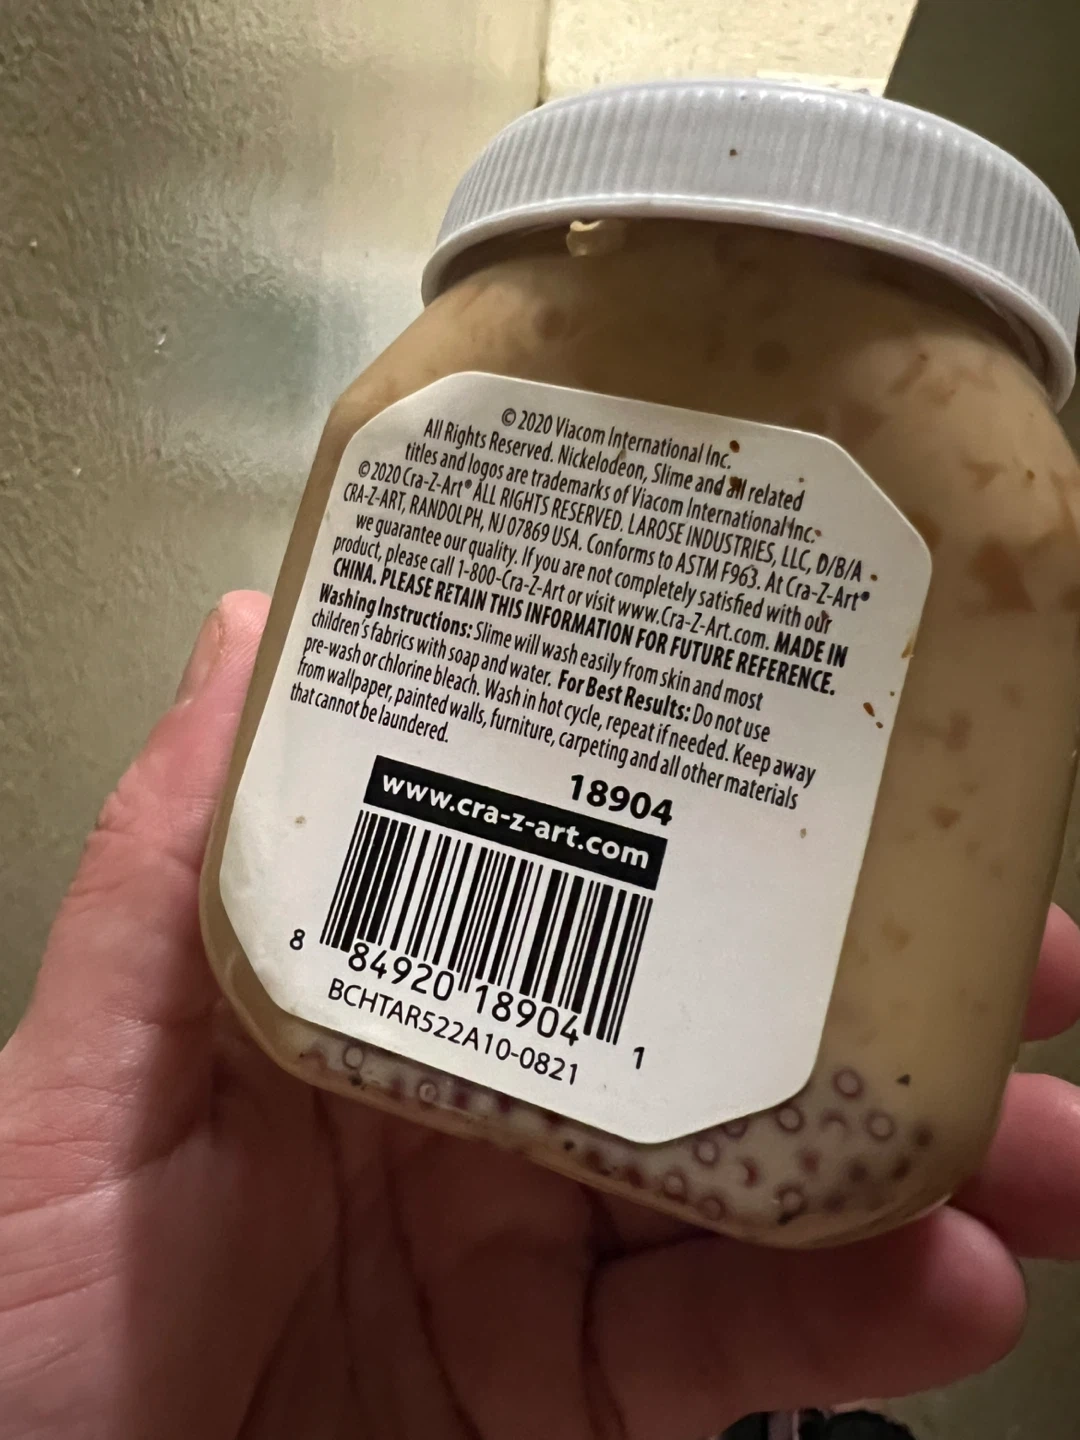 © 2020 Viacom International Inc.
All Rights Reserved. Nickelodeon, Slime and all related
titles and logos are trademarks of Viacom International Inc.
© 2020 Cra-Z-Art® ALL RIGHTS RESERVED. LAROSE INDUSTRIES, LLC, D/B/A
CRA-Z-ART, RANDOLPH, NJ 07869 USA. Conforms to ASTM F963. At Cra-Z-Art®
we guarantee our quality. If you are not completely satisfied with our
product, please call 1-800-Cra-Z-Art or visit www.Cra-Z-Art.com. MADE IN
CHINA. PLEASE RETAIN THIS INFORMATION FOR FUTURE REFERENCE.
Washing Instructions: Slime will wash easily from skin and most
children's fabrics with soap and water. For Best Results: Do not use
pre-wash or chlorine bleach. Wash in hot cycle, repeat if needed. Keep away
from wallpaper, painted walls, furniture, carpeting and all other materials
that cannot be laundered.
18904
www.cra-z-art.com
8 84920 18904 1
BCHTAR522A10-0821